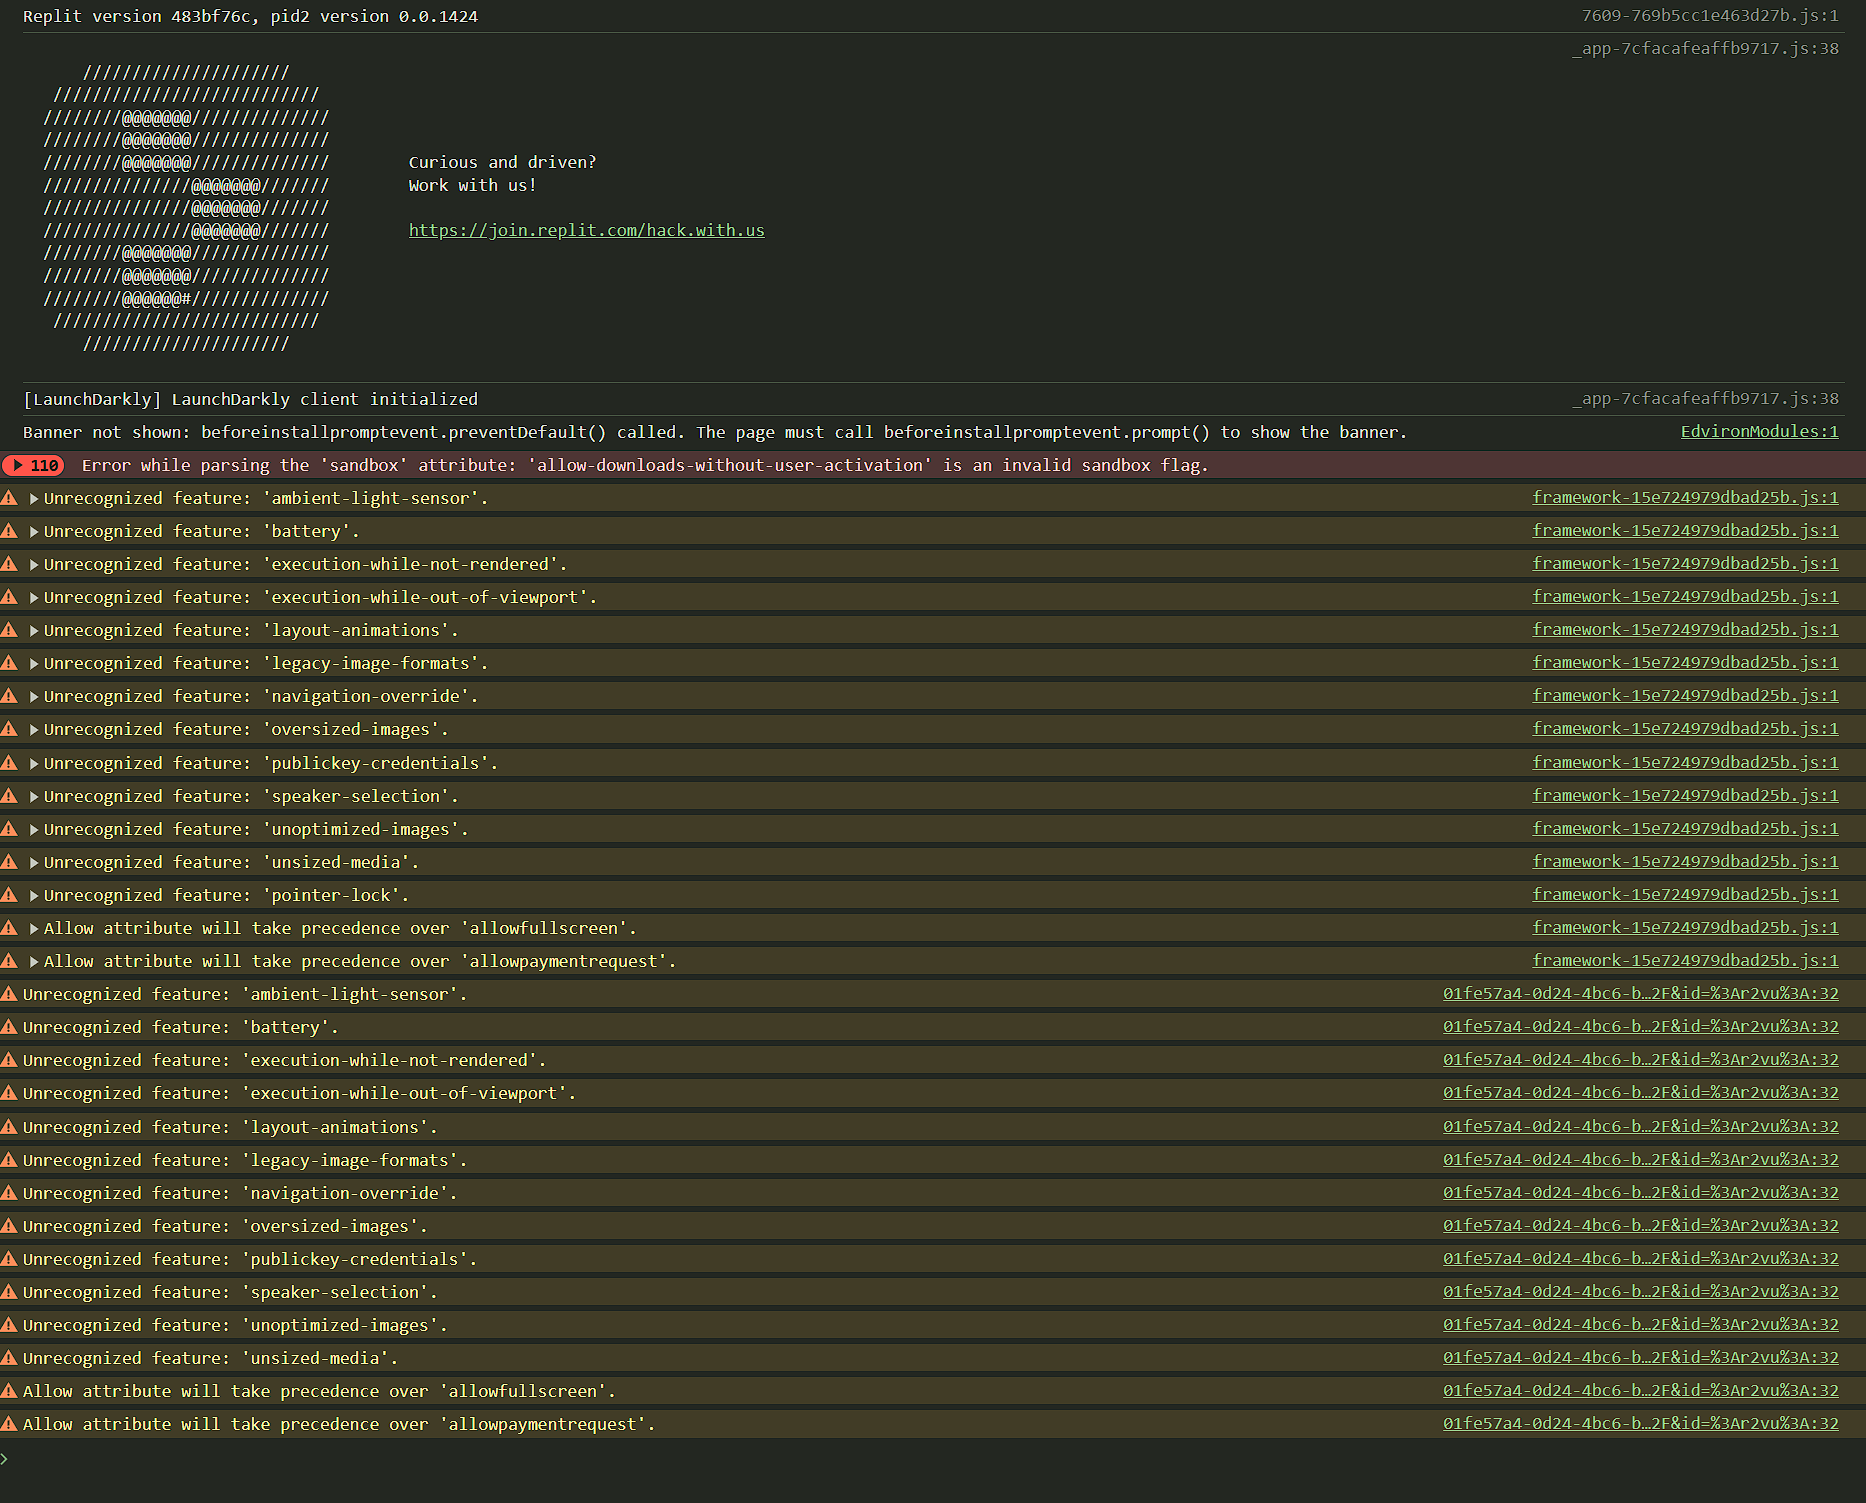 Replit version 483bf76c, pid2 version 0.0.1424 7609-769b5cc1e463d27b.js:1
_app-7cfacafeaffb9717.js:38
/////////////////////
///////////////////////////
////////@@@@@@@//////////////
////////@@@@@@@//////////////
////////@@@@@@@////////////// Curious and driven?
///////////////@@@@@@@/////// Work with us!
///////////////@@@@@@@///////
///////////////@@@@@@@/////// https://join.replit.com/hack.with.us
////////@@@@@@@//////////////
////////@@@@@@@//////////////
////////@@@@@@#//////////////
///////////////////////////
/////////////////////
[LaunchDarkly] LaunchDarkly client initialized _app-7cfacafeaffb9717.js:38
Banner not shown: beforeinstallpromptevent.preventDefault() called. The page must call beforeinstallpromptevent.prompt() to show the banner. EdvironModules:1
110 Error while parsing the 'sandbox' attribute: 'allow-downloads-without-user-activation' is an invalid sandbox flag.
Unrecognized feature: 'ambient-light-sensor'. framework-15e724979dbad25b.js:1
Unrecognized feature: 'battery'. framework-15e724979dbad25b.js:1
Unrecognized feature: 'execution-while-not-rendered'. framework-15e724979dbad25b.js:1
Unrecognized feature: 'execution-while-out-of-viewport'. framework-15e724979dbad25b.js:1
Unrecognized feature: 'layout-animations'. framework-15e724979dbad25b.js:1
Unrecognized feature: 'legacy-image-formats'. framework-15e724979dbad25b.js:1
Unrecognized feature: 'navigation-override'. framework-15e724979dbad25b.js:1
Unrecognized feature: 'oversized-images'. framework-15e724979dbad25b.js:1
Unrecognized feature: 'publickey-credentials'. framework-15e724979dbad25b.js:1
Unrecognized feature: 'speaker-selection'. framework-15e724979dbad25b.js:1
Unrecognized feature: 'unoptimized-images'. framework-15e724979dbad25b.js:1
Unrecognized feature: 'unsized-media'. framework-15e724979dbad25b.js:1
Unrecognized feature: 'pointer-lock'. framework-15e724979dbad25b.js:1
Allow attribute will take precedence over 'allowfullscreen'. framework-15e724979dbad25b.js:1
Allow attribute will take precedence over 'allowpaymentrequest'. framework-15e724979dbad25b.js:1
Unrecognized feature: 'ambient-light-sensor'. 01fe57a4-0d24-4bc6-b…2F&id=%3Ar2vu%3A:32
Unrecognized feature: 'battery'. 01fe57a4-0d24-4bc6-b…2F&id=%3Ar2vu%3A:32
Unrecognized feature: 'execution-while-not-rendered'. 01fe57a4-0d24-4bc6-b…2F&id=%3Ar2vu%3A:32
Unrecognized feature: 'execution-while-out-of-viewport'. 01fe57a4-0d24-4bc6-b…2F&id=%3Ar2vu%3A:32
Unrecognized feature: 'layout-animations'. 01fe57a4-0d24-4bc6-b…2F&id=%3Ar2vu%3A:32
Unrecognized feature: 'legacy-image-formats'. 01fe57a4-0d24-4bc6-b…2F&id=%3Ar2vu%3A:32
Unrecognized feature: 'navigation-override'. 01fe57a4-0d24-4bc6-b…2F&id=%3Ar2vu%3A:32
Unrecognized feature: 'oversized-images'. 01fe57a4-0d24-4bc6-b…2F&id=%3Ar2vu%3A:32
Unrecognized feature: 'publickey-credentials'. 01fe57a4-0d24-4bc6-b…2F&id=%3Ar2vu%3A:32
Unrecognized feature: 'speaker-selection'. 01fe57a4-0d24-4bc6-b…2F&id=%3Ar2vu%3A:32
Unrecognized feature: 'unoptimized-images'. 01fe57a4-0d24-4bc6-b…2F&id=%3Ar2vu%3A:32
Unrecognized feature: 'unsized-media'. 01fe57a4-0d24-4bc6-b…2F&id=%3Ar2vu%3A:32
Allow attribute will take precedence over 'allowfullscreen'. 01fe57a4-0d24-4bc6-b…2F&id=%3Ar2vu%3A:32
Allow attribute will take precedence over 'allowpaymentrequest'. 01fe57a4-0d24-4bc6-b…2F&id=%3Ar2vu%3A:32